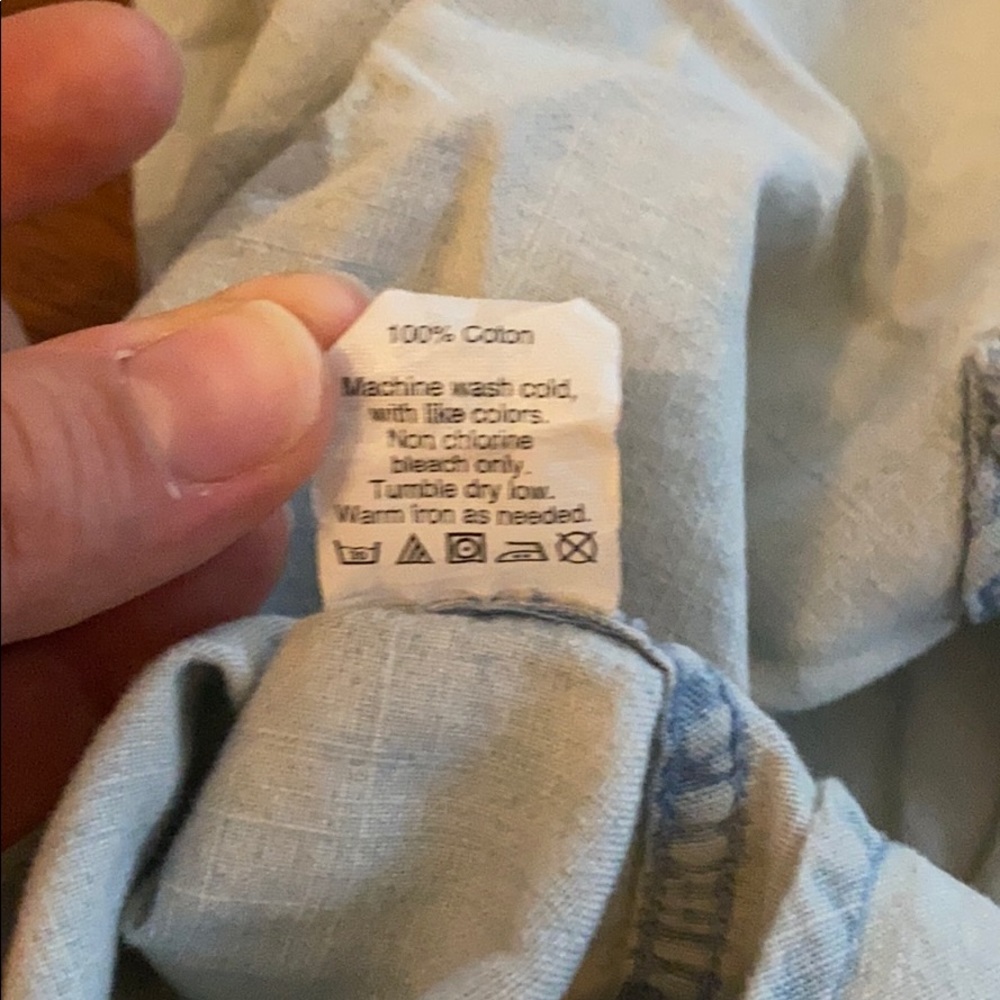 100% Coton
Machine wash cold,
with like colors.
Non chlorine
bleach only.
Tumble dry low.
Warm iron as needed.